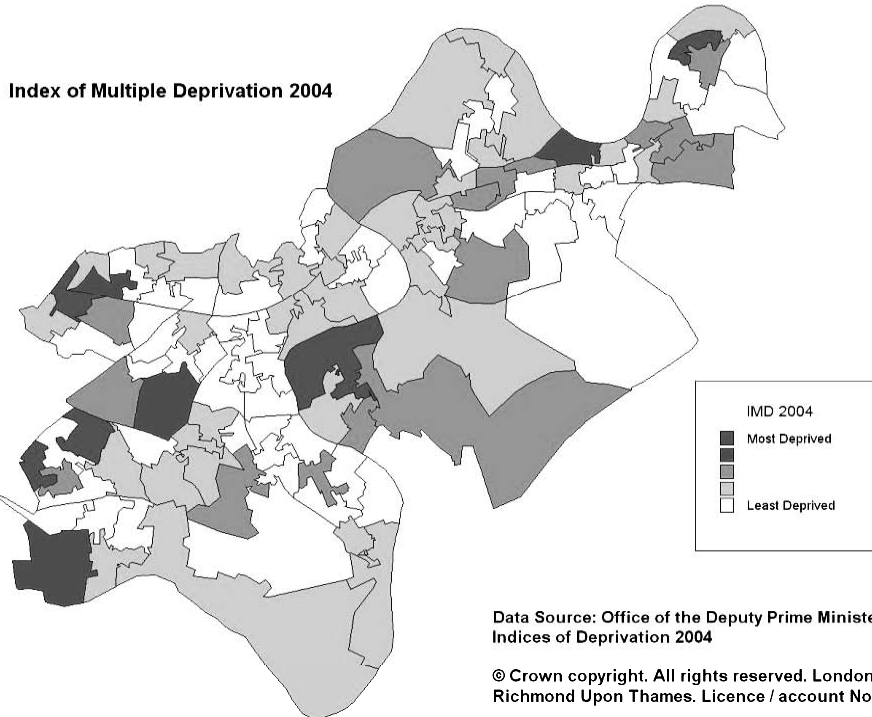 Index of Multiple Deprivation 2004
IMD 2004
Most Deprived
Least Deprived
Data Source: Office of the Deputy Prime Ministe
Indices of Deprivation 2004
© Crown copyright. All rights reserved. London
Richmond Upon Thames. Licence / account No